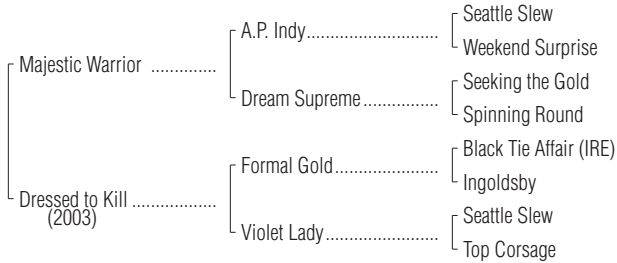 Seattle Slew
A.P. Indy
Weekend Surprise
Majestic Warrior
Seeking the Gold
Dream Supreme
Spinning Round
Black Tie Affair (IRE)
Formal Gold
Ingoldsby
Dressed to Kill
(2003)
Seattle Slew
Violet Lady
Top Corsage